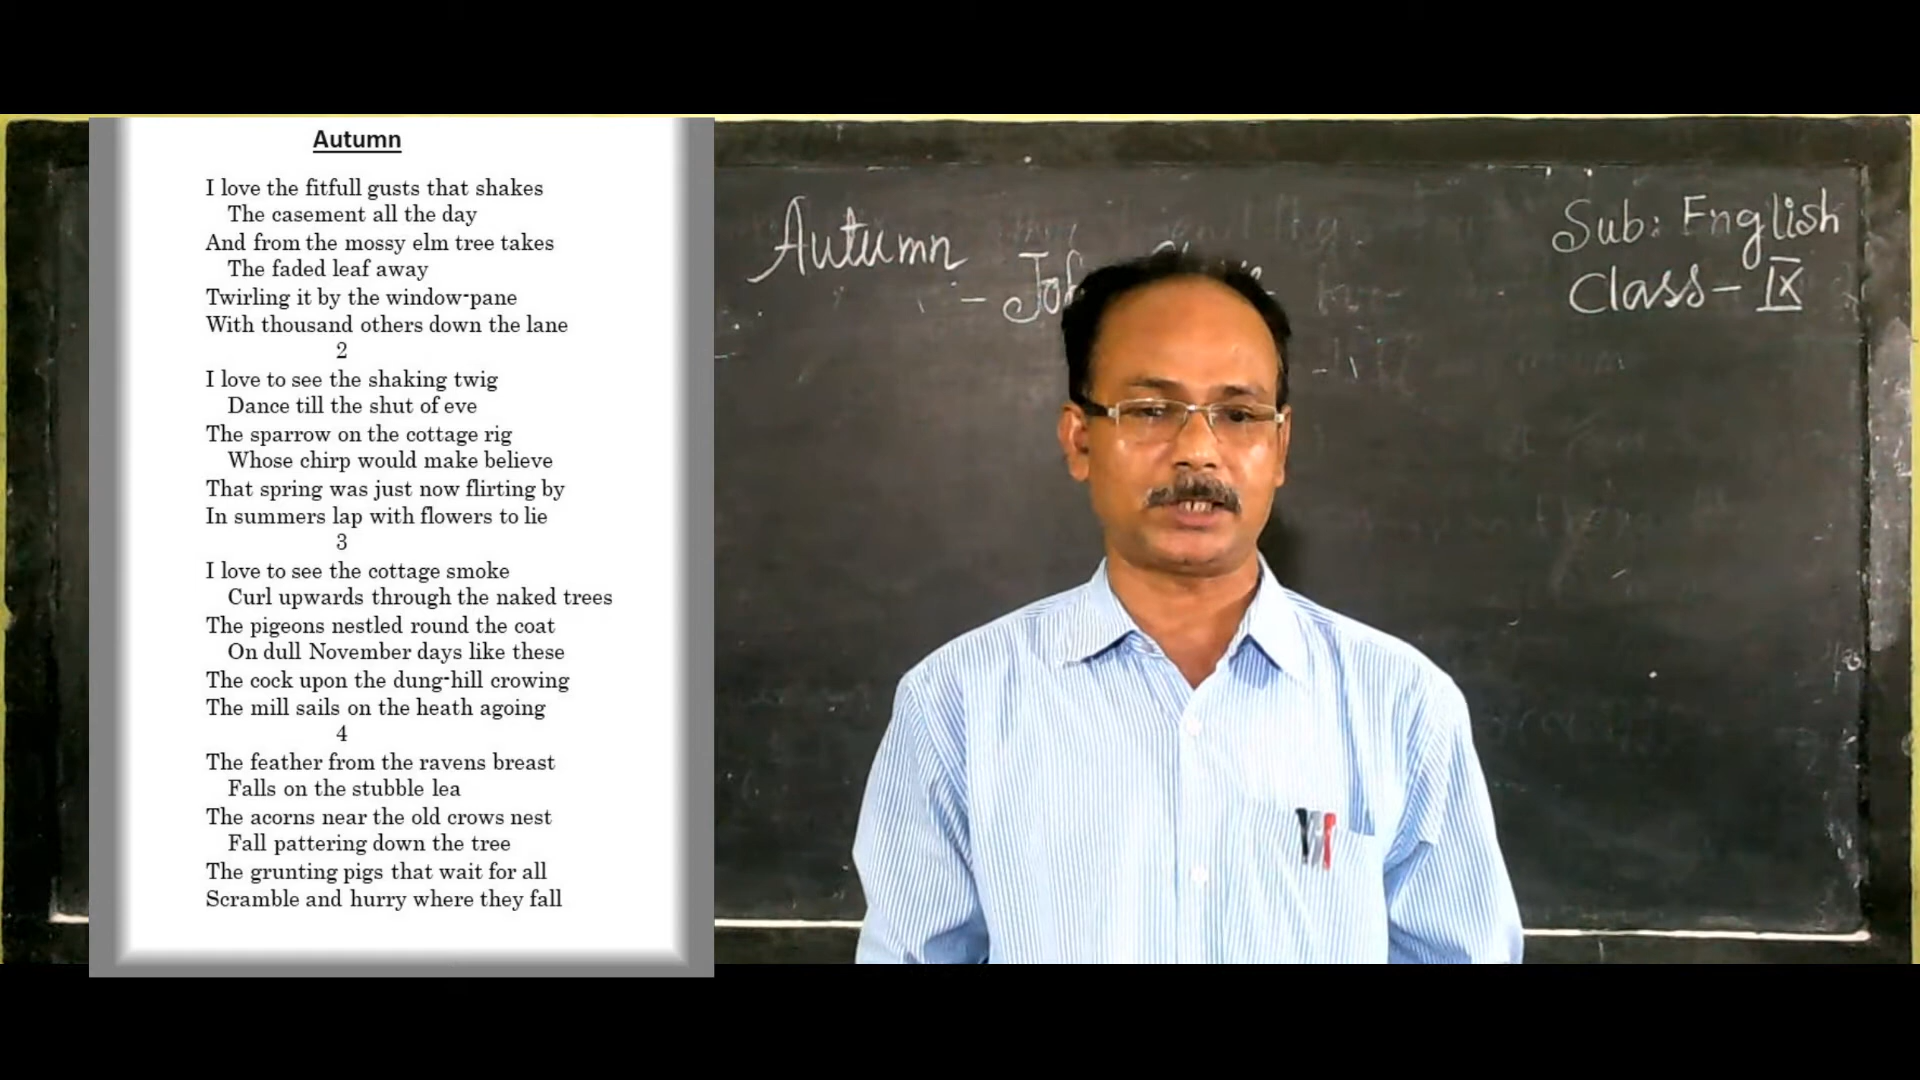 Autumn
I love the fitfull gusts that shakes
The casement all the day
And from the mossy elm tree takes
The faded leaf away
Twirling it by the window-pane
With thousand others down the lane
2
I love to see the shaking twig
Dance till the shut of eve
The sparrow on the cottage rig
Whose chirp would make believe
That spring was just now flirting by
In summers lap with flowers to lie
3
I love to see the cottage smoke
Curl upwards through the naked trees
The pigeons nestled round the coat
On dull November days like these
The cock upon the dung-hill crowing
The mill sails on the heath agoing
4
The feather from the ravens breast
Falls on the stubble lea
The acorns near the old crows nest
Fall pattering down the tree
The grunting pigs that wait for all
Scramble and hurry where they fall
Autumn
Sub: English
Class - IX